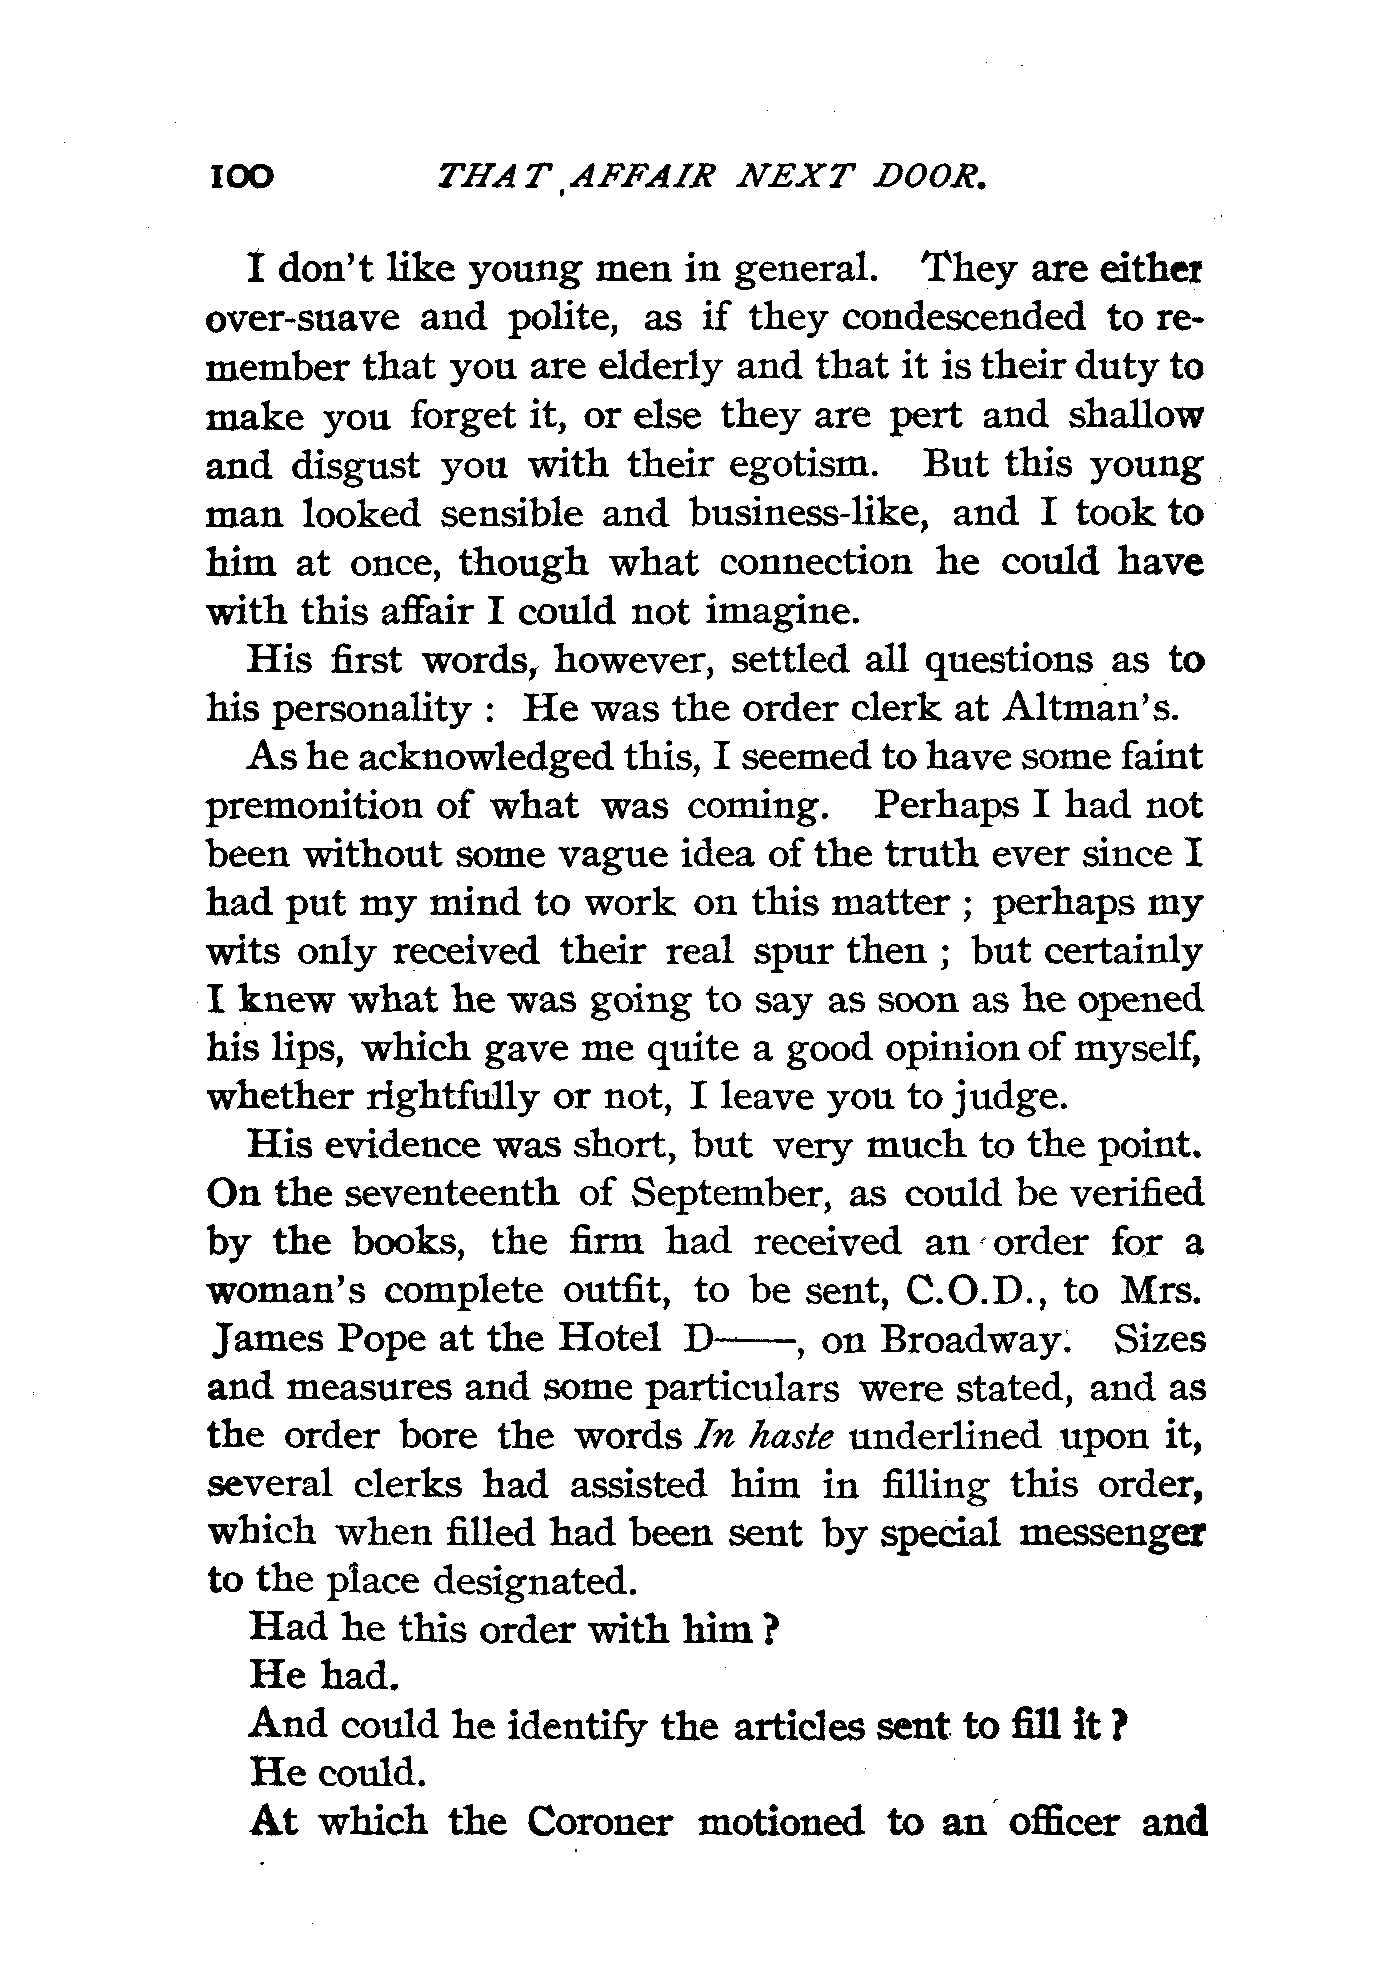 100 THAT AFFAIR NEXT DOOR.
I don't like young men in general. They are either
over-suave and polite, as if they condescended to re-
member that you are elderly and that it is their duty to
make you forget it, or else they are pert and shallow
and disgust you with their egotism. But this young
man looked sensible and business-like, and I took to
him at once, though what connection he could have
with this affair I could not imagine.
His first words, however, settled all questions as to
his personality : He was the order clerk at Altman's.
As he acknowledged this, I seemed to have some faint
premonition of what was coming. Perhaps I had not
been without some vague idea of the truth ever since I
had put my mind to work on this matter ; perhaps my
wits only received their real spur then ; but certainly
I knew what he was going to say as soon as he opened
his lips, which gave me quite a good opinion of myself,
whether rightfully or not, I leave you to judge.
His evidence was short, but very much to the point.
On the seventeenth of September, as could be verified
by the books, the firm had received an order for a
woman's complete outfit, to be sent, C.O.D., to Mrs.
James Pope at the Hotel D——, on Broadway. Sizes
and measures and some particulars were stated, and as
the order bore the words In haste underlined upon it,
several clerks had assisted him in filling this order,
which when filled had been sent by special messenger
to the place designated.
Had he this order with him ?
He had.
And could he identify the articles sent to fill it ?
He could.
At which the Coroner motioned to an officer and